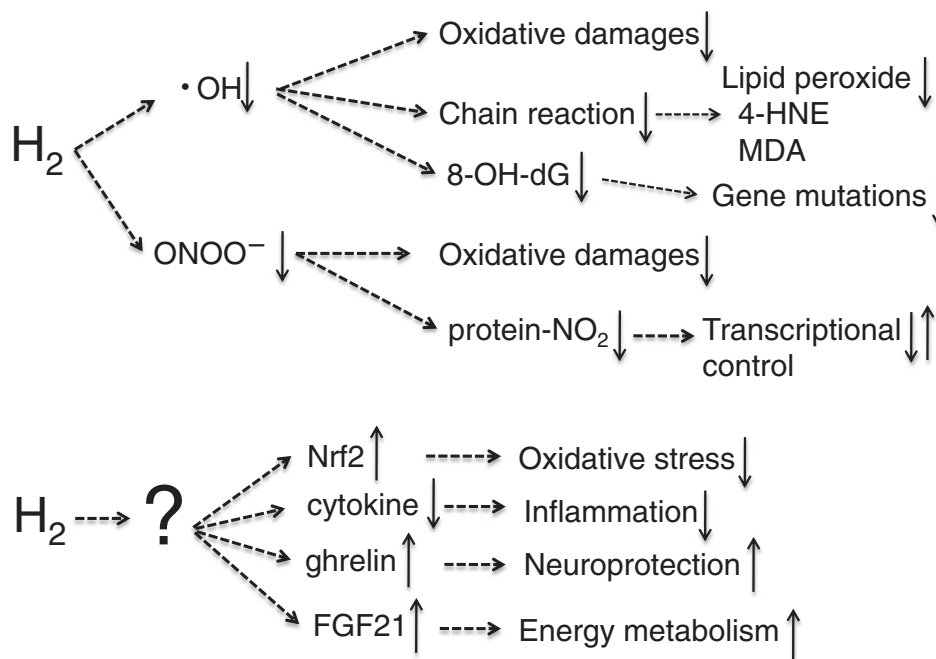 Oxidative damages↓
• OH↓
Lipid peroxide↓
Chain reaction↓
4-HNE
MDA
H₂
8-OH-dG↓
Gene mutations↓
ONOO⁻↓
Oxidative damages↓
protein-NO₂↓
Transcriptional↓↑
control
Nrf2↑
Oxidative stress↓
H₂
?
cytokine↓
Inflammation↓
ghrelin↑
Neuroprotection↑
FGF21↑
Energy metabolism↑